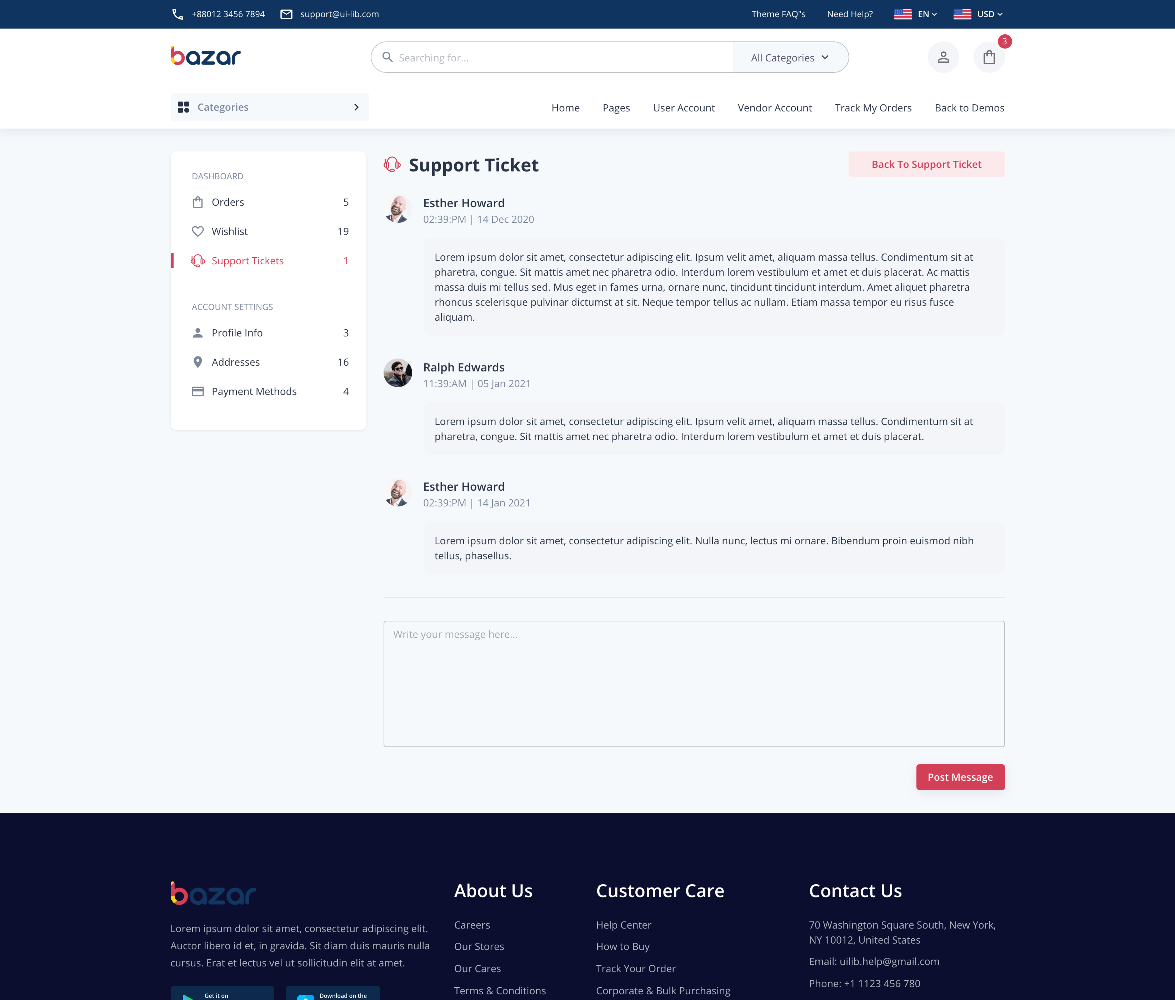 +88012 3456 7894
support@ui-lib.com
Theme FAQ"s
Need Help?
EN
USD
bazar
Searching for...
All Categories
3
Categories
Home
Pages
User Account
Vendor Account
Track My Orders
Back to Demos
DASHBOARD
Orders 5
Wishlist 19
Support Tickets 1
ACCOUNT SETTINGS
Profile Info 3
Addresses 16
Payment Methods 4
Support Ticket
Back To Support Ticket
Esther Howard
02:39:PM | 14 Dec 2020
Lorem ipsum dolor sit amet, consectetur adipiscing elit. Ipsum velit amet, aliquam massa tellus. Condimentum sit at
pharetra, congue. Sit mattis amet nec pharetra odio. Interdum lorem vestibulum et amet et duis placerat. Ac mattis
massa duis mi tellus sed. Mus eget in fames urna, ornare nunc, tincidunt tincidunt interdum. Amet aliquet pharetra
rhoncus scelerisque pulvinar dictumst at sit. Neque tempor tellus ac nullam. Etiam massa tempor eu risus fusce
aliquam.
Ralph Edwards
11:39:AM | 05 Jan 2021
Lorem ipsum dolor sit amet, consectetur adipiscing elit. Ipsum velit amet, aliquam massa tellus. Condimentum sit at
pharetra, congue. Sit mattis amet nec pharetra odio. Interdum lorem vestibulum et amet et duis placerat.
Esther Howard
02:39:PM | 14 Jan 2021
Lorem ipsum dolor sit amet, consectetur adipiscing elit. Nulla nunc, lectus mi ornare. Bibendum proin euismod nibh
tellus, phasellus.
Write your message here...
Post Message
bazar
Lorem ipsum dolor sit amet, consectetur adipiscing elit.
Auctor libero id et, in gravida. Sit diam duis mauris nulla
cursus. Erat et lectus vel ut sollicitudin elit at amet.
Get it on
Download on the
About Us
Careers
Our Stores
Our Cares
Terms & Conditions
Customer Care
Help Center
How to Buy
Track Your Order
Corporate & Bulk Purchasing
Contact Us
70 Washington Square South, New York,
NY 10012, United States
Email: uilib.help@gmail.com
Phone: +1 1123 456 780